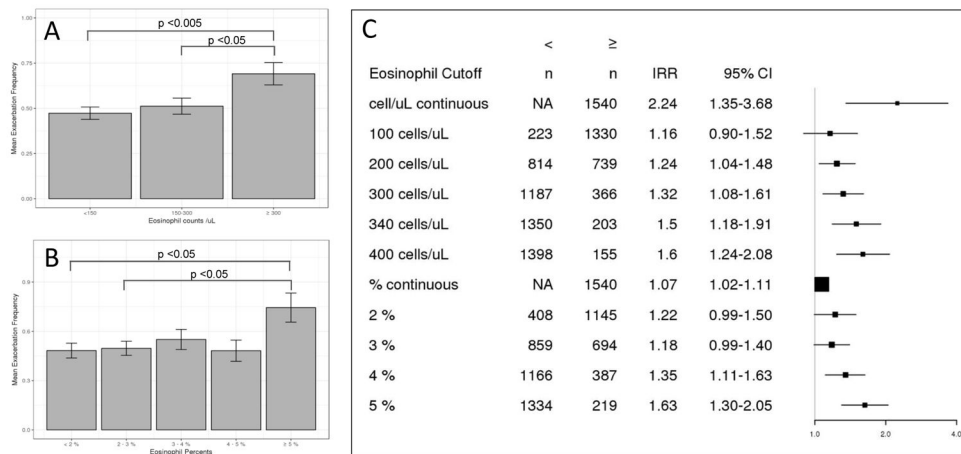 A
p <0.005
p <0.05
1.00
0.75
0.50
0.25
0.00
Mean Exacerbation Frequency
<150
150-300
≥ 300
Eosinophil counts /uL
B
p <0.05
p <0.05
0.9
0.6
0.3
0.0
Mean Exacerbation Frequency
< 2 %
2 - 3 %
3 - 4 %
4 - 5 %
≥ 5 %
Eosinophil Percents
C
< ≥
Eosinophil Cutoff n n IRR 95% CI
cell/uL continuous NA 1540 2.24 1.35-3.68
100 cells/uL 223 1330 1.16 0.90-1.52
200 cells/uL 814 739 1.24 1.04-1.48
300 cells/uL 1187 366 1.32 1.08-1.61
340 cells/uL 1350 203 1.5 1.18-1.91
400 cells/uL 1398 155 1.6 1.24-2.08
% continuous NA 1540 1.07 1.02-1.11
2 % 408 1145 1.22 0.99-1.50
3 % 859 694 1.18 0.99-1.40
4 % 1166 387 1.35 1.11-1.63
5 % 1334 219 1.63 1.30-2.05
1.0 2.0 4.0